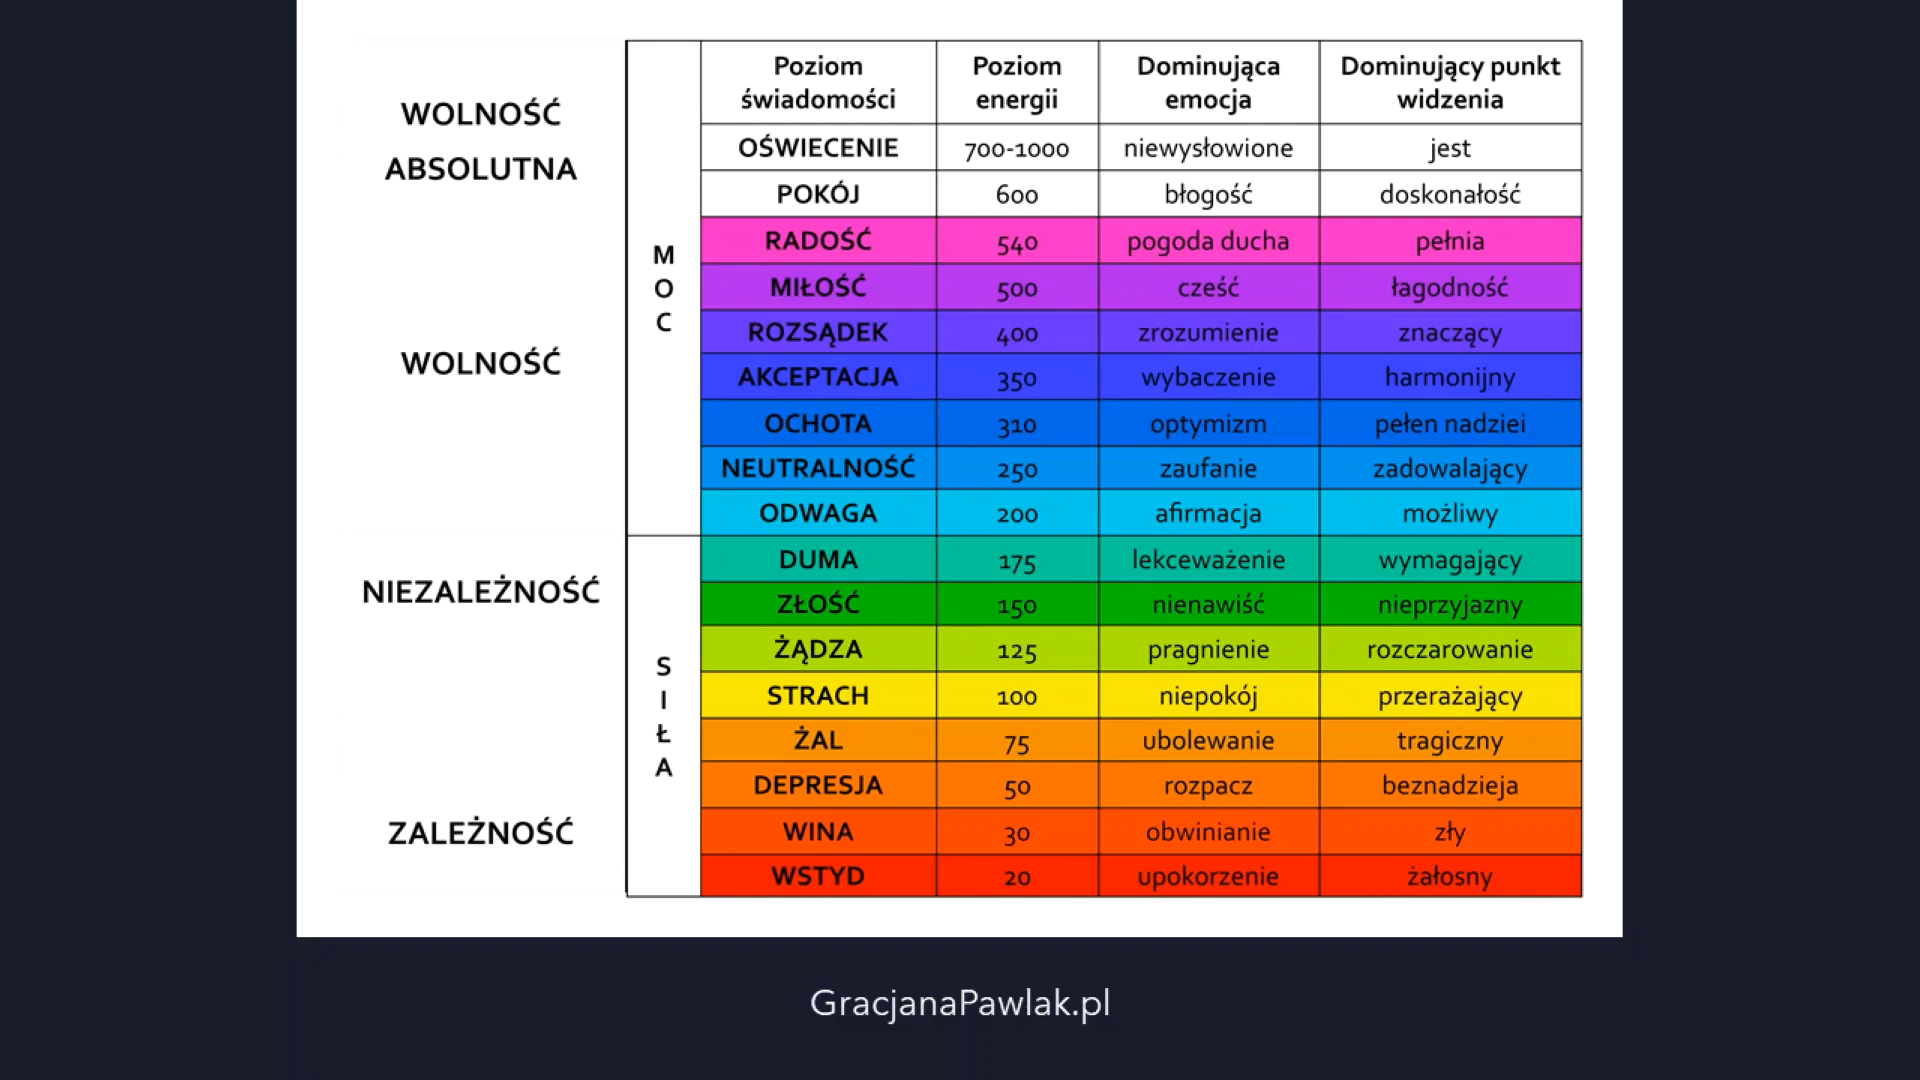 WOLNOŚĆ
ABSOLUTNA
WOLNOŚĆ
NIEZALEŻNOŚĆ
ZALEŻNOŚĆ
M
O
C
S
I
Ł
A
Poziom świadomości Poziom energii Dominująca emocja Dominujący punkt widzenia
OŚWIECENIE 700-1000 niewysłowione jest
POKÓJ 600 błogość doskonałość
RADOŚĆ 540 pogoda ducha pełnia
MIŁOŚĆ 500 cześć łagodność
ROZSĄDEK 400 zrozumienie znaczący
AKCEPTACJA 350 wybaczenie harmonijny
OCHOTA 310 optymizm pełen nadziei
NEUTRALNOŚĆ 250 zaufanie zadowalający
ODWAGA 200 afirmacja możliwy
DUMA 175 lekceważenie wymagający
ZŁOŚĆ 150 nienawiść nieprzyjazny
ŻĄDZA 125 pragnienie rozczarowanie
STRACH 100 niepokój przerażający
ŻAL 75 ubolewanie tragiczny
DEPRESJA 50 rozpacz beznadzieja
WINA 30 obwinianie zły
WSTYD 20 upokorzenie żałosny
GracjanaPawlak.pl